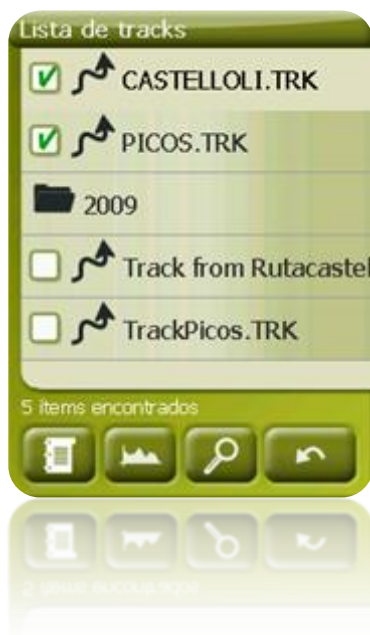 Lista de tracks
CASTELLOLI.TRK
PICOS.TRK
2009
Track from Rutacastel
TrackPicos.TRK
5 items encontrados